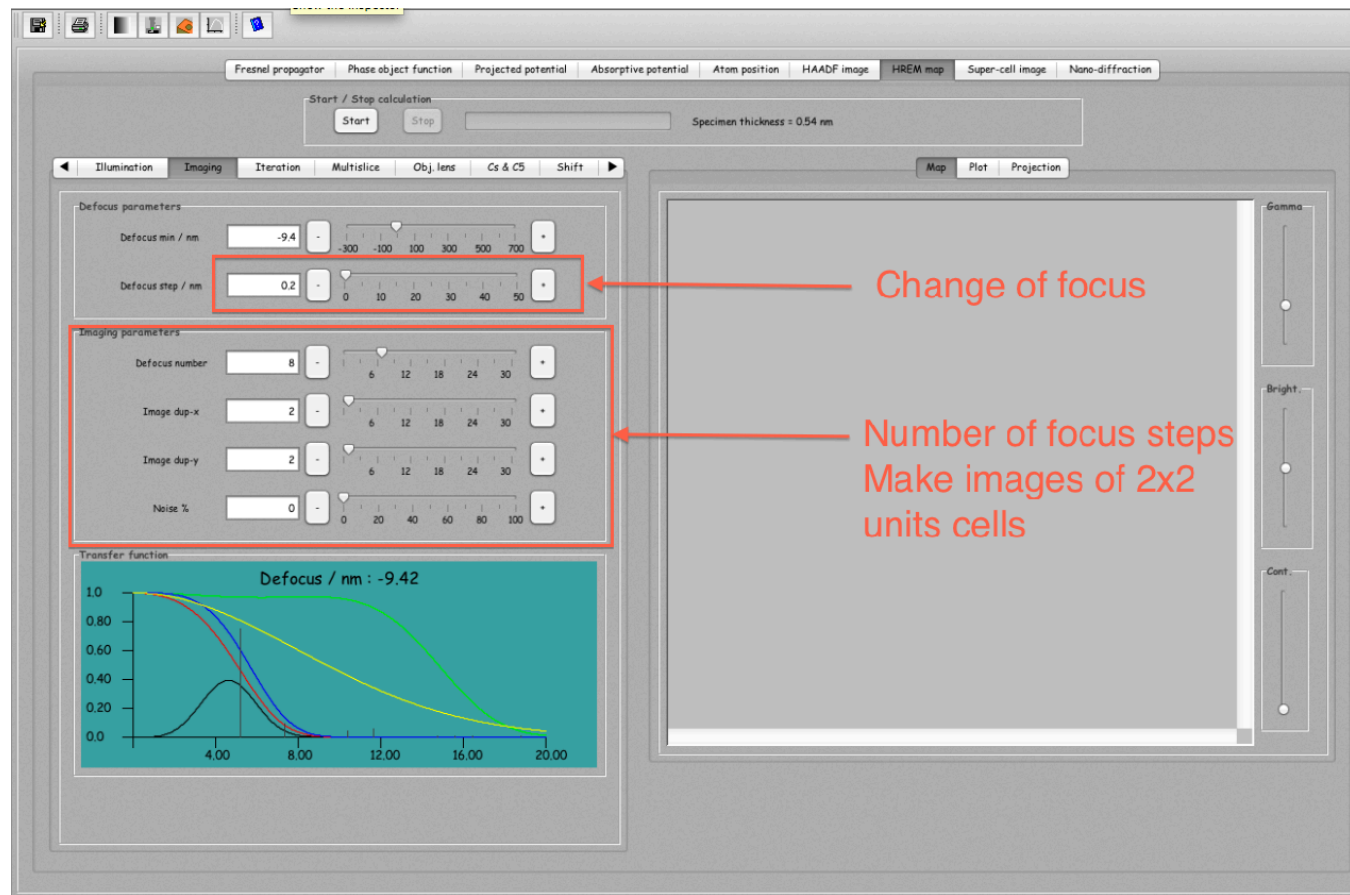 Show the inspector
Fresnel propagator Phase object function Projected potential Absorptive potential Atom position HAADF image HREM map Super-cell image Nano-diffraction
Start / Stop calculation
Start Stop Specimen thickness = 0.54 nm
Illumination Imaging Iteration Multislice Obj. lens Cs & C5 Shift
Map Plot Projection
Defocus parameters
Defocus min / nm -9.4 - +
-300 -100 100 300 500 700
Defocus step / nm 0.2 - +
0 10 20 30 40 50
Change of focus
Imaging parameters
Defocus number 8 - +
6 12 18 24 30
Image dup-x 2 - +
6 12 18 24 30
Image dup-y 2 - +
6 12 18 24 30
Noise % 0 - +
0 20 40 60 80 100
Number of focus steps
Make images of 2x2
units cells
Gamma
Bright.
Cont.
Transfer function
Defocus / nm : -9.42
1.0
0.80
0.60
0.40
0.20
0.0
4.00 8.00 12.00 16.00 20.00